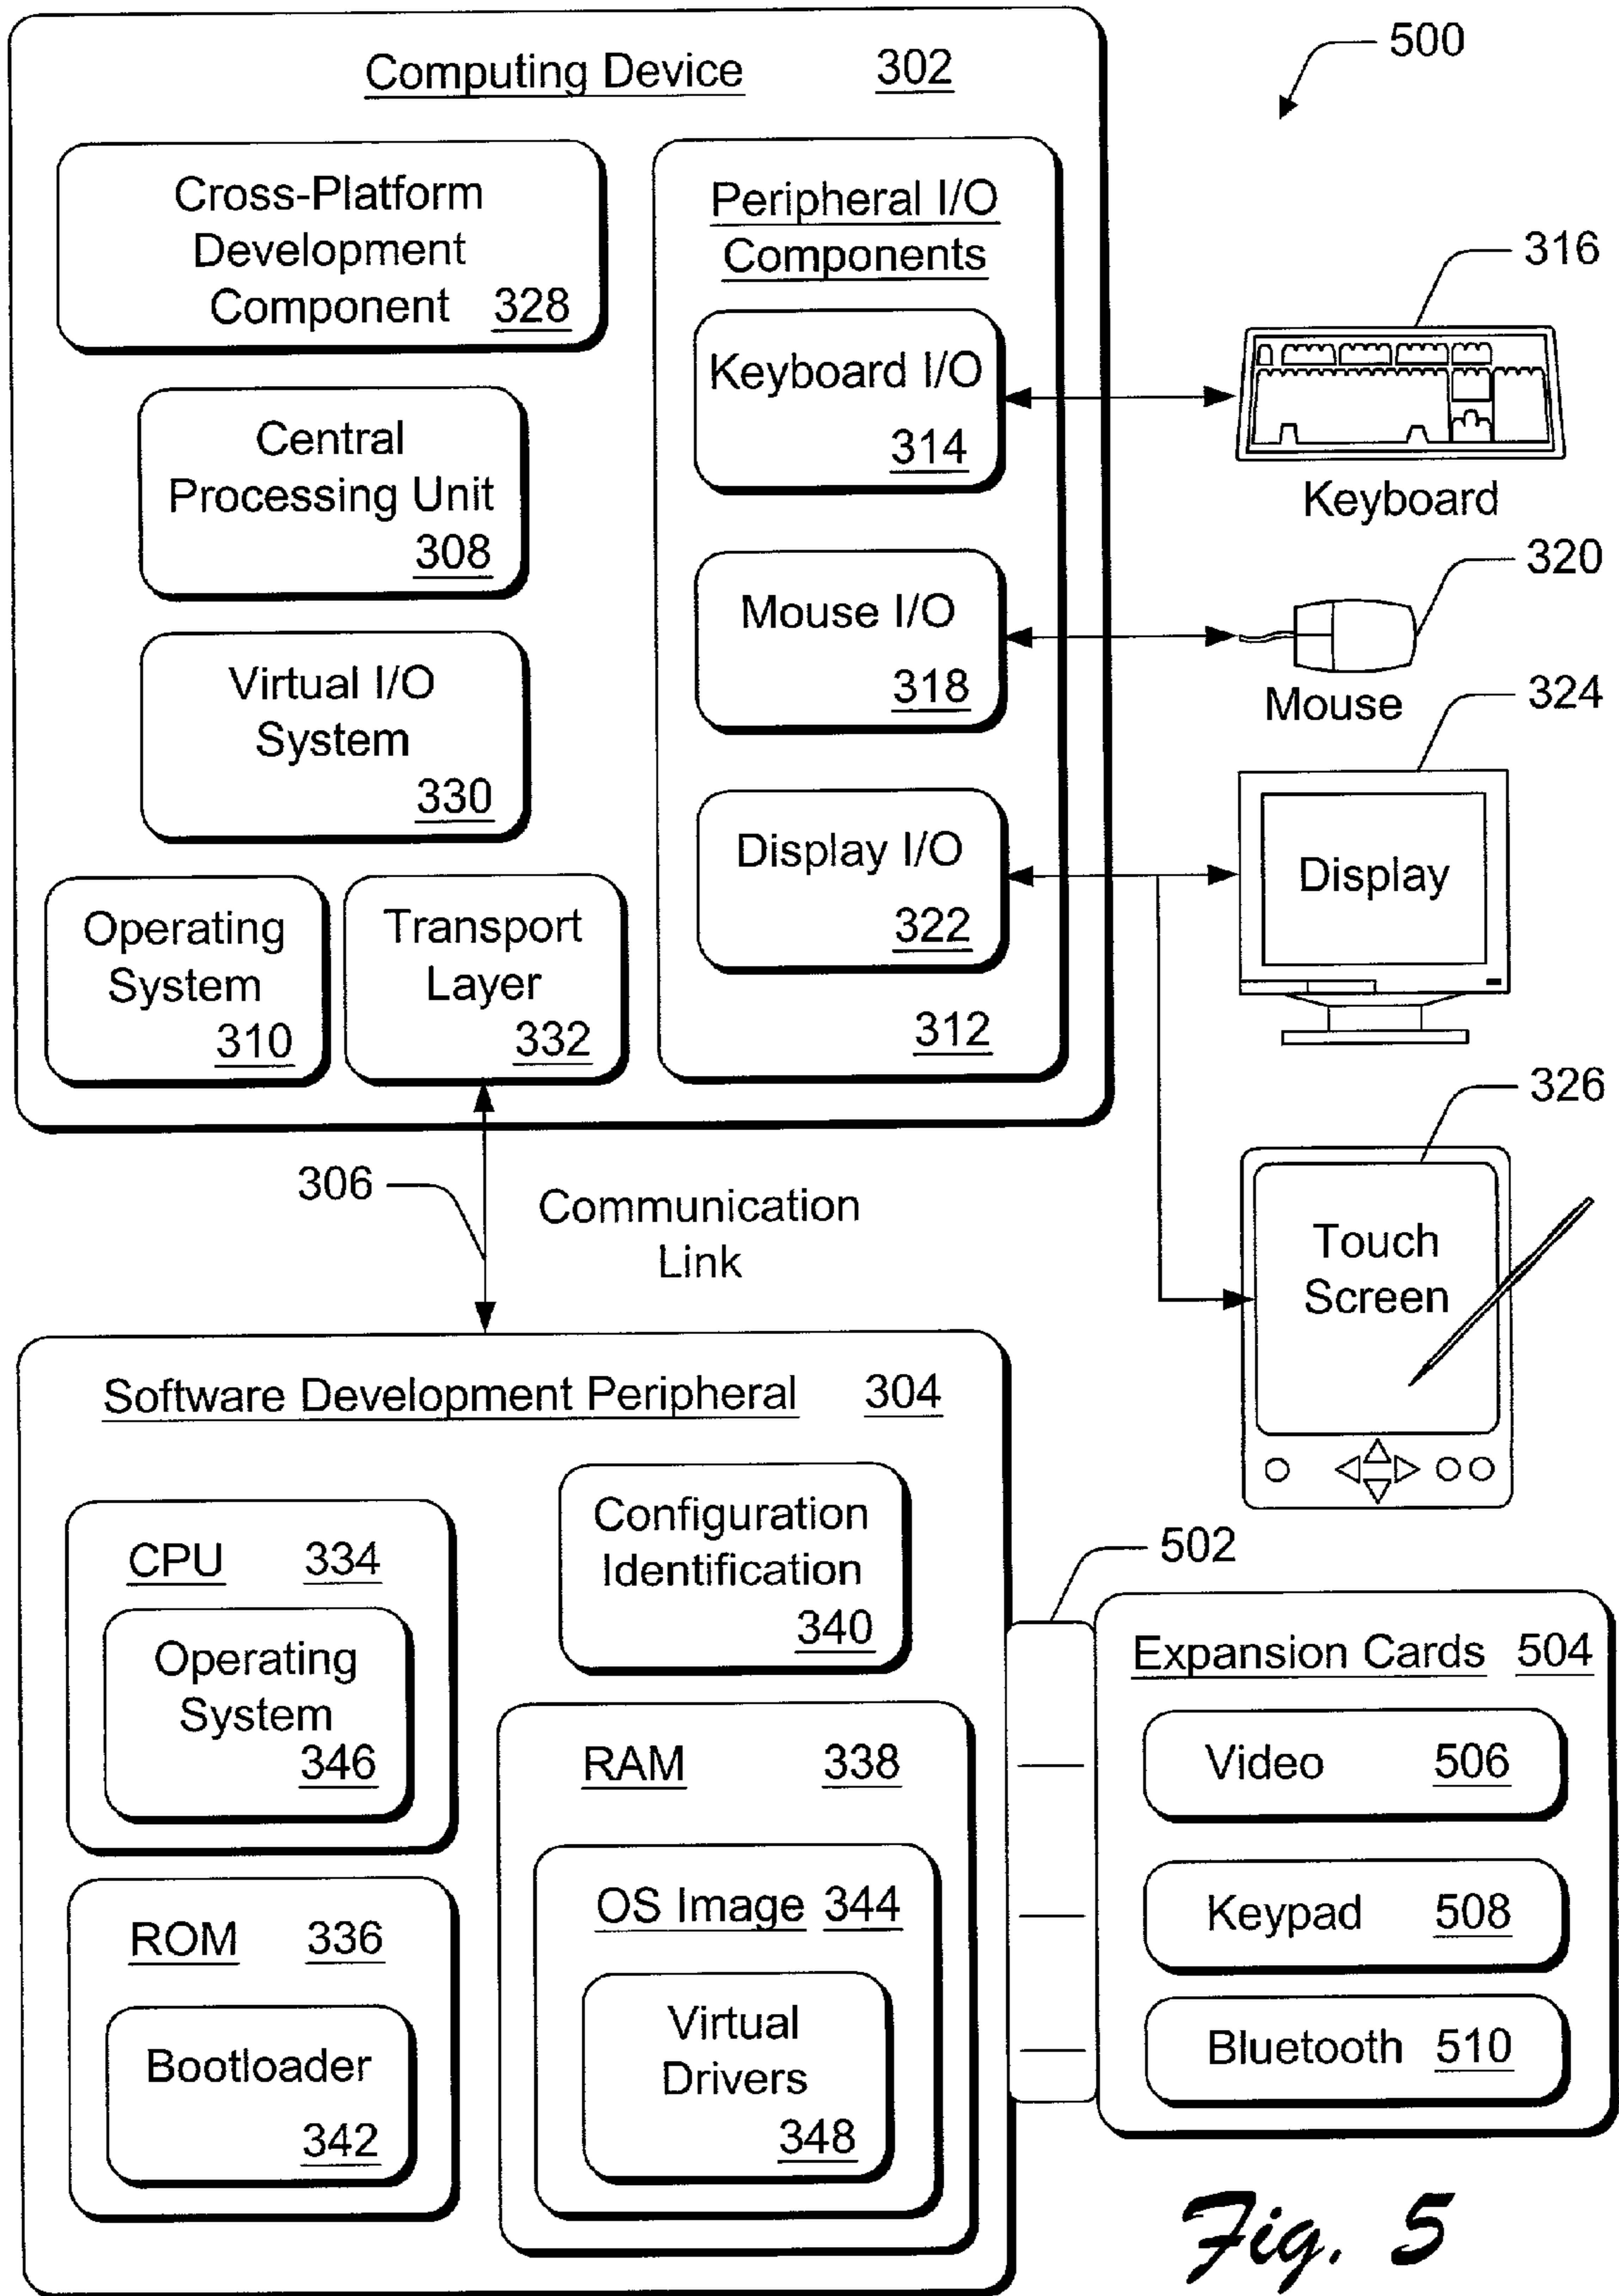 500
Computing Device 302
Cross-Platform
Development
Component 328
Central
Processing Unit
308
Virtual I/O
System
330
Operating
System
310
Transport
Layer
332
Peripheral I/O
Components
Keyboard I/O
314
Mouse I/O
318
Display I/O
322
312
316
Keyboard
320
Mouse
324
Display
326
Touch
Screen
306
Communication
Link
Software Development Peripheral 304
CPU 334
Operating
System
346
Configuration
Identification
340
ROM 336
Bootloader
342
RAM 338
OS Image 344
Virtual
Drivers
348
502
Expansion Cards 504
Video 506
Keypad 508
Bluetooth 510
Fig. 5